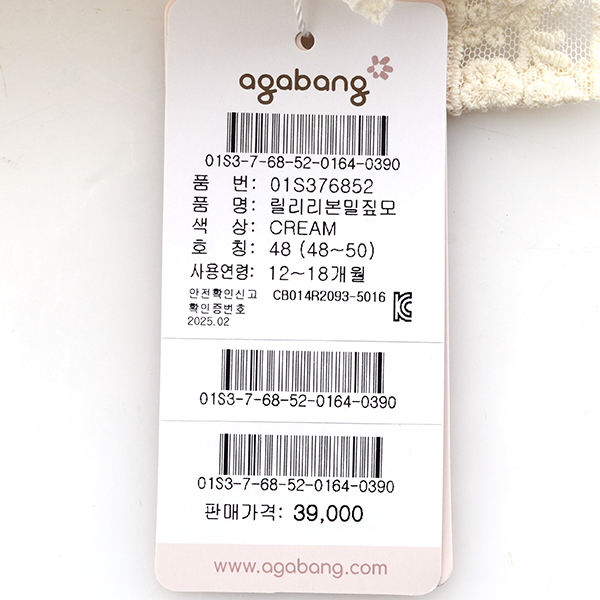 agabang
01S3-7-68-52-0164-0390
품 번: 01S376852
품 명: 릴리리본밀짚모
색 상: CREAM
호 칭: 48 (48~50)
사용연령: 12~18개월
안전확인신고 CB014R2093-5016
확인증번호
2025.02
01S3-7-68-52-0164-0390
01S3-7-68-52-0164-0390
판매가격: 39,000
www.agabang.com